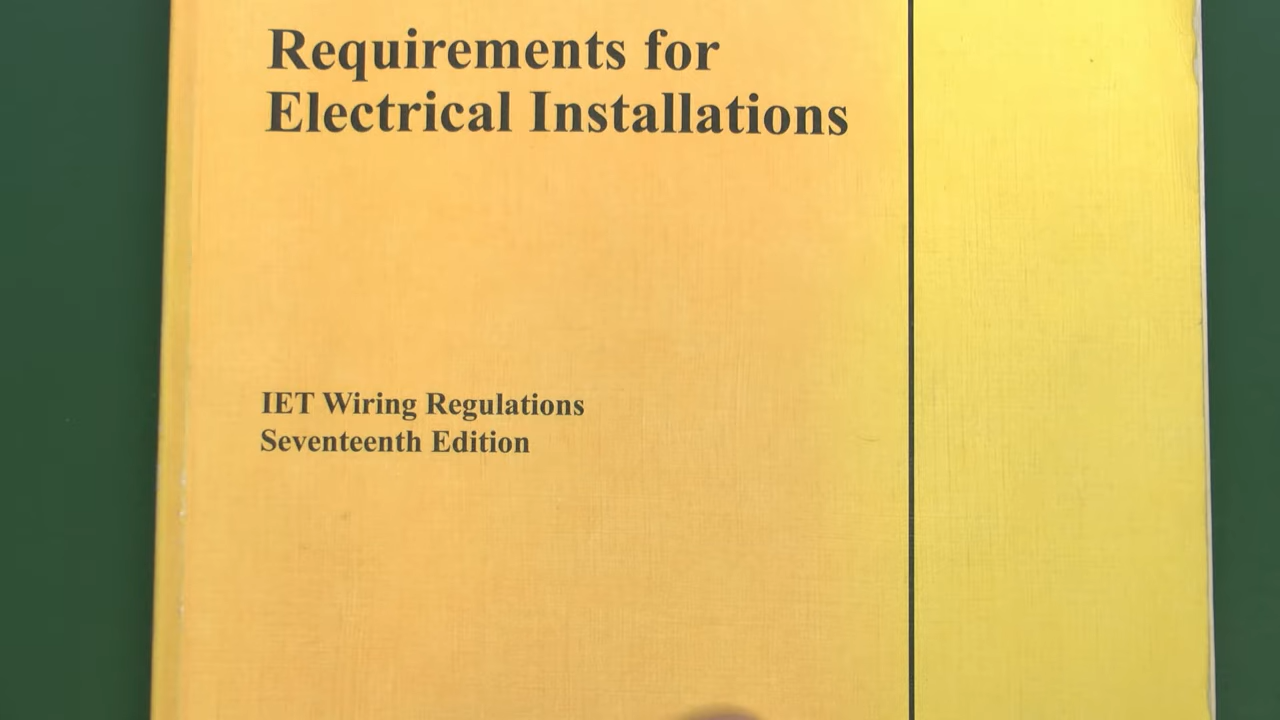 Requirements for
Electrical Installations
IET Wiring Regulations
Seventeenth Edition